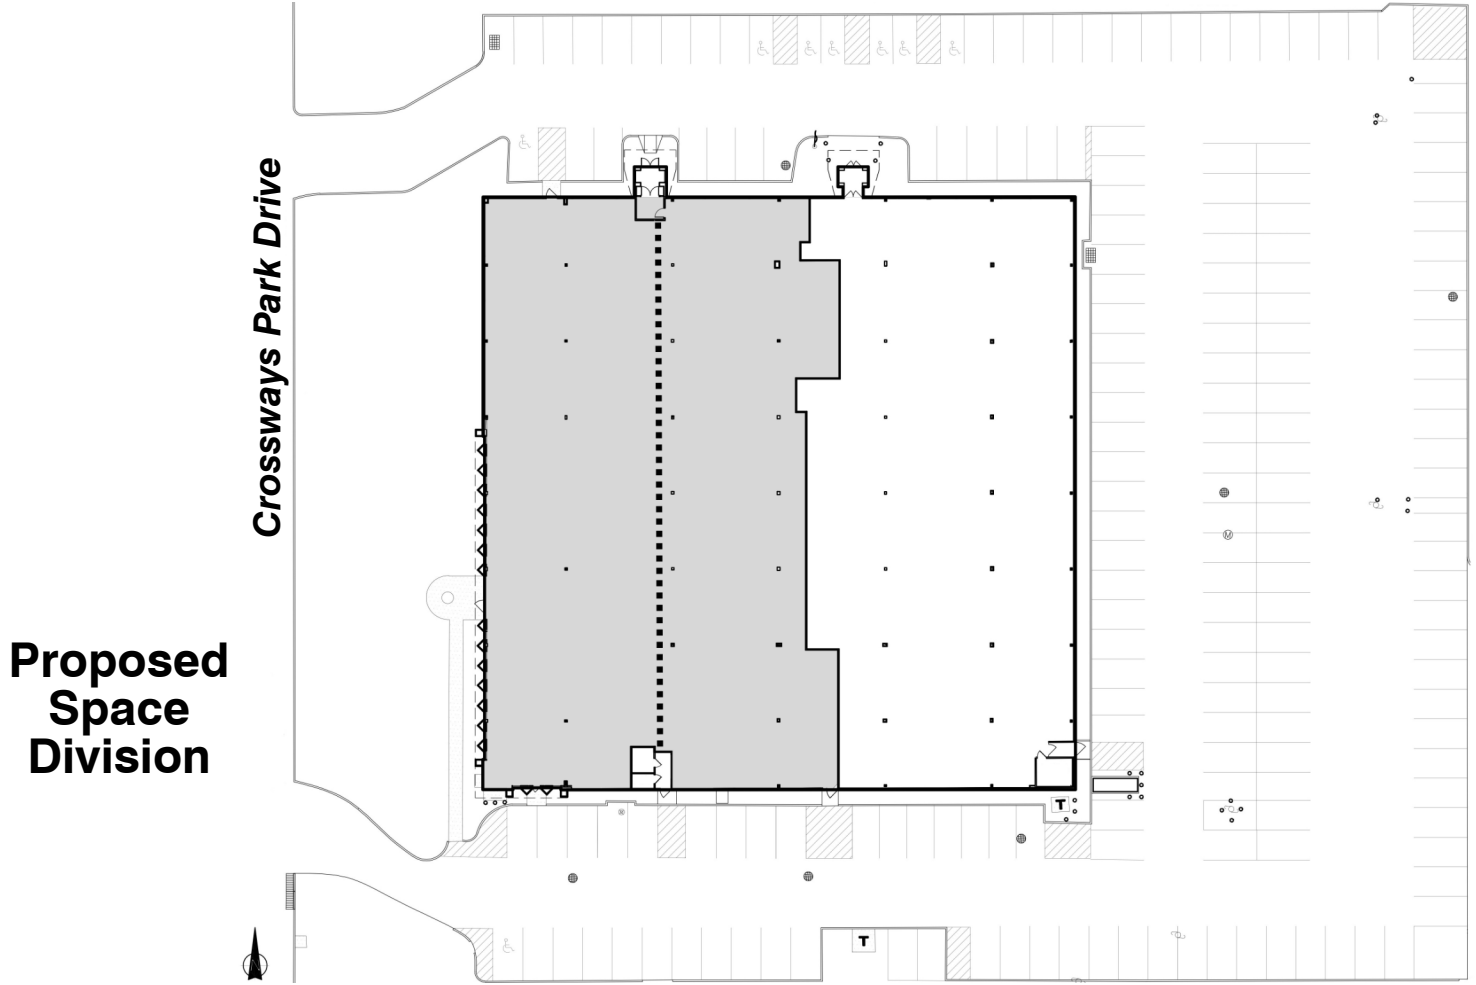 Crossways Park Drive
Proposed
Space
Division
M
T
T